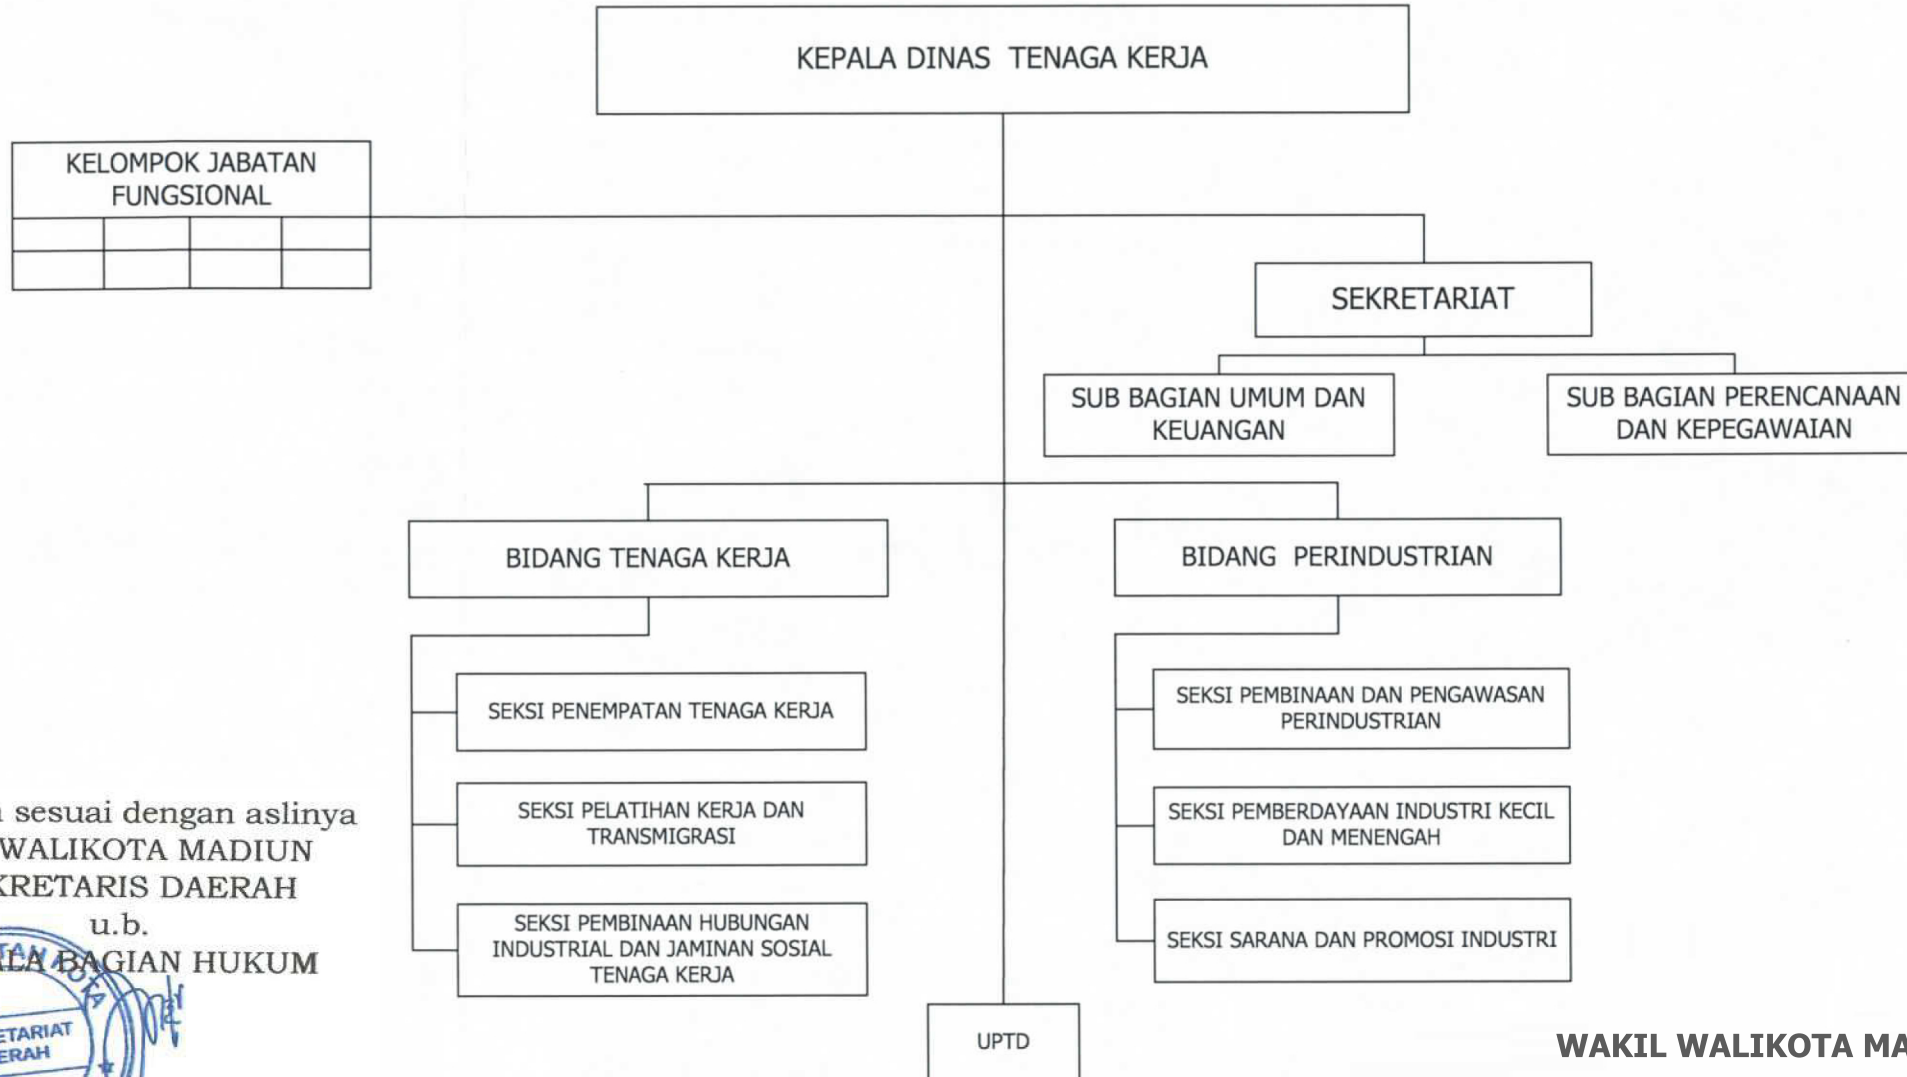 KEPALA DINAS TENAGA KERJA
KELOMPOK JABATAN
FUNGSIONAL
SEKRETARIAT
SUB BAGIAN UMUM DAN
KEUANGAN
SUB BAGIAN PERENCANAAN
DAN KEPEGAWAIAN
BIDANG TENAGA KERJA
BIDANG PERINDUSTRIAN
SEKSI PENEMPATAN TENAGA KERJA
SEKSI PELATIHAN KERJA DAN
TRANSMIGRASI
SEKSI PEMBINAAN HUBUNGAN
INDUSTRIAL DAN JAMINAN SOSIAL
TENAGA KERJA
SEKSI PEMBINAAN DAN PENGAWASAN
PERINDUSTRIAN
SEKSI PEMBERDAYAAN INDUSTRI KECIL
DAN MENENGAH
SEKSI SARANA DAN PROMOSI INDUSTRI
UPTD
sesuai dengan aslinya
WALIKOTA MADIUN
KRETARIS DAERAH
u.b.
ALA BAGIAN HUKUM
TAH KOTA
ETARIAT
ERAH
WAKIL WALIKOTA MA